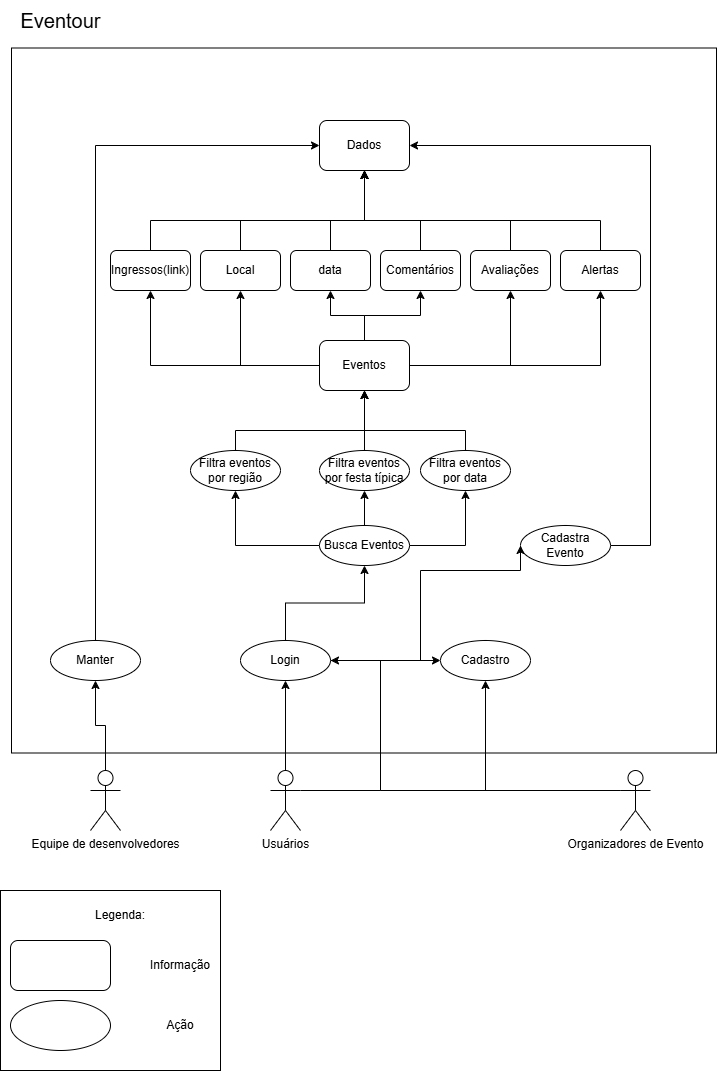 Eventour
Dados
Ingressos(link)
Local
data
Comentários
Avaliações
Alertas
Eventos
Filtra eventos
por região
Filtra eventos
por festa típica
Filtra eventos
por data
Busca Eventos
Cadastra
Evento
Manter
Login
Cadastro
Equipe de desenvolvedores
Usuários
Organizadores de Evento
Legenda:
Informação
Ação